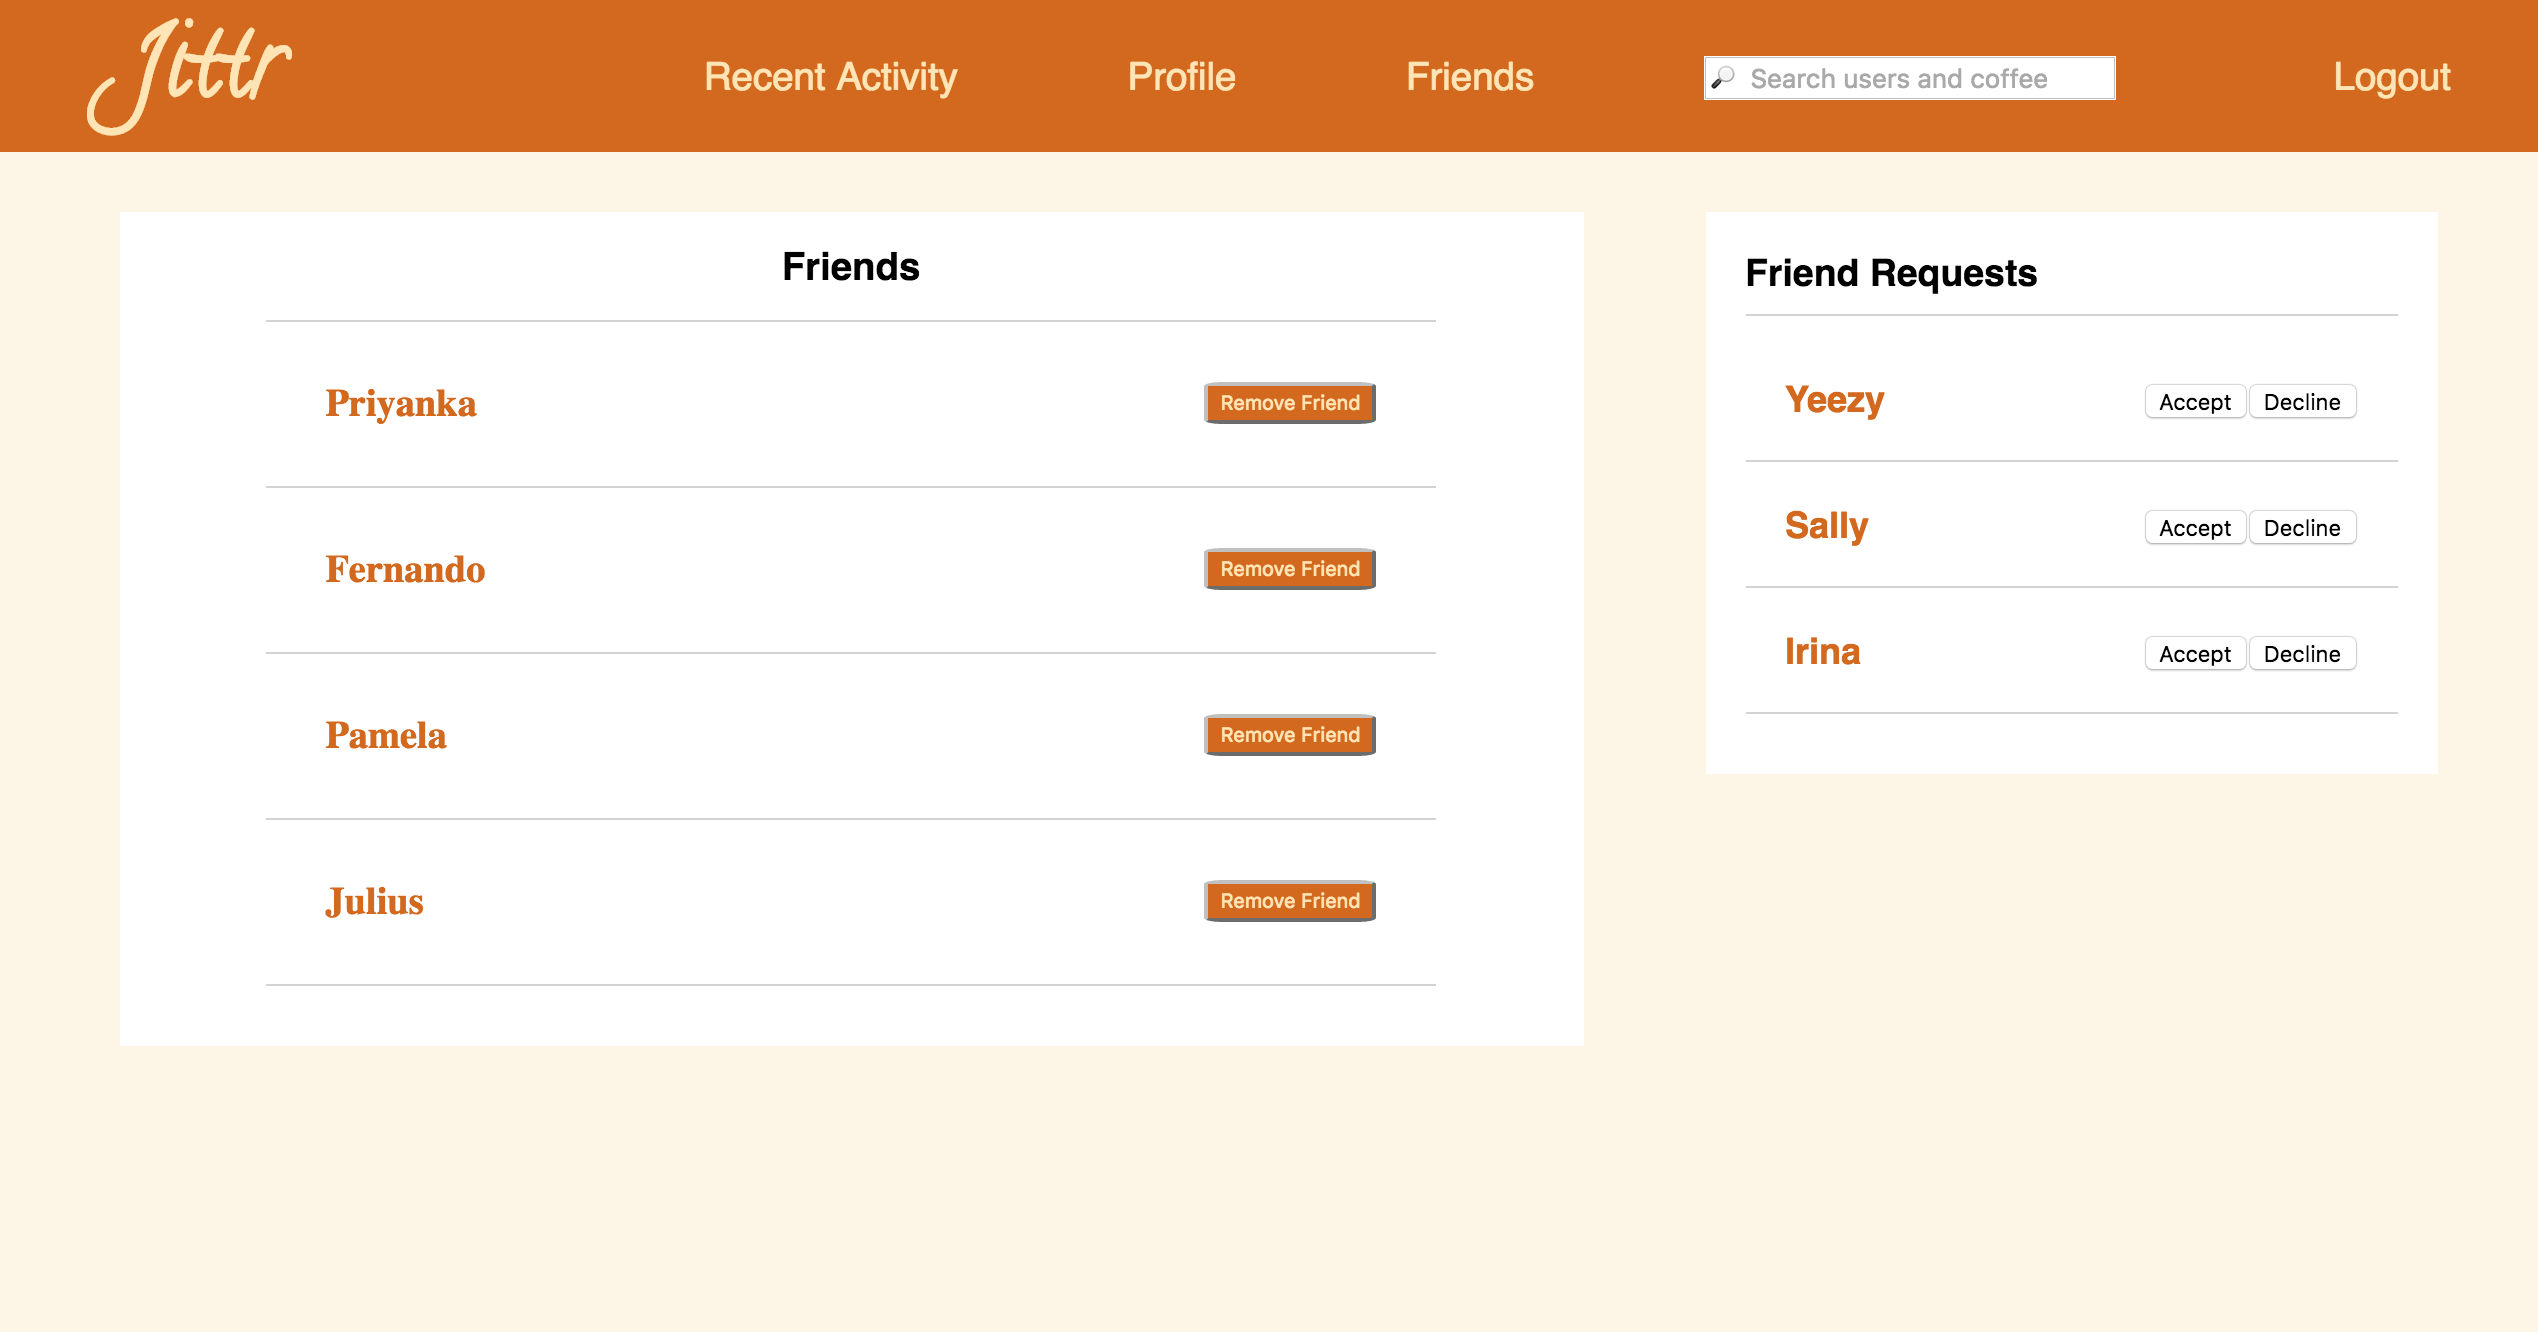 Jittr
Recent Activity
Profile
Friends
Search users and coffee
Logout
Friends
Priyanka
Remove Friend
Fernando
Remove Friend
Pamela
Remove Friend
Julius
Remove Friend
Friend Requests
Yeezy
Accept
Decline
Sally
Accept
Decline
Irina
Accept
Decline